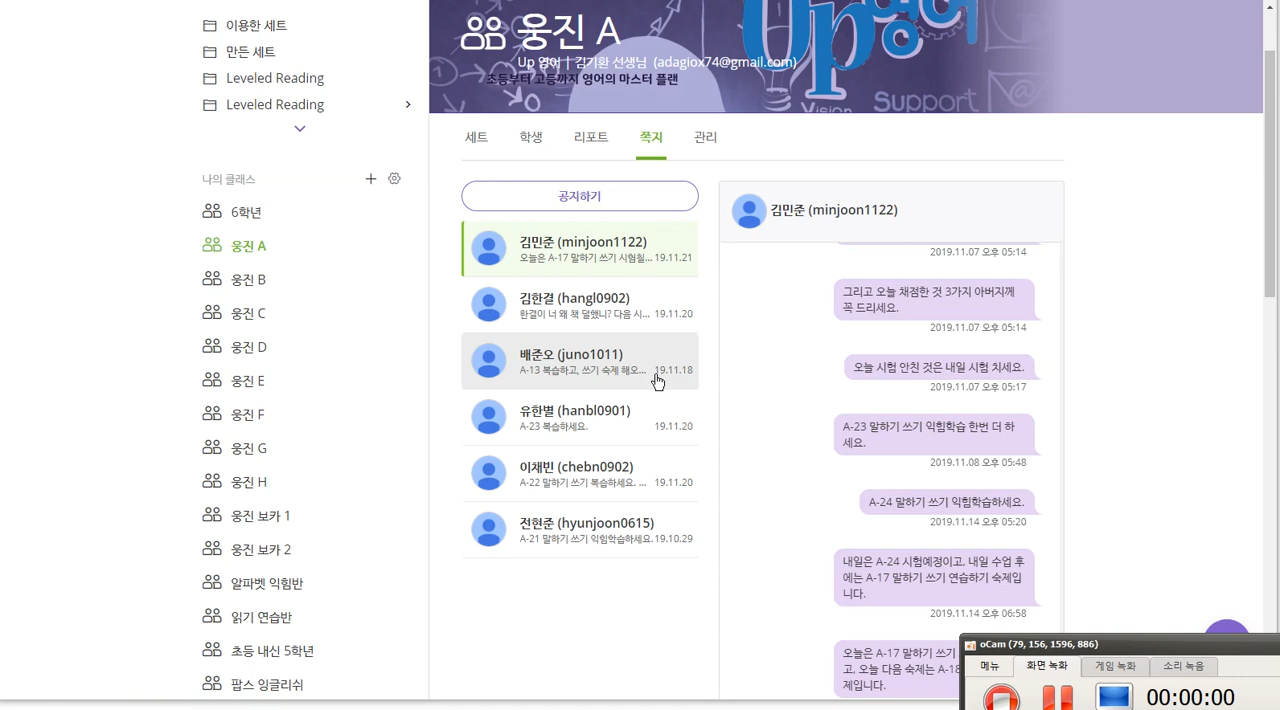 이용한 세트
만든 세트
Leveled Reading
Leveled Reading
나의 클래스
6학년
웅진 A
웅진 B
웅진 C
웅진 D
웅진 E
웅진 F
웅진 G
웅진 H
웅진 보카 1
웅진 보카 2
알파벳 익힘반
읽기 연습반
초등 내신 5학년
팝스 잉글리쉬
웅진 A
Up 영어 | 김기환 선생님 (adagiox74@gmail.com)
초등부터 고등까지 영어의 마스터 플랜
Up영어
Vision
Support
세트 학생 리포트 쪽지 관리
공지하기
김민준 (minjoon1122)
오늘은 A-17 말하기 쓰기 시험칠... 19.11.21
김한결 (hangl0902)
한결이 너 왜 책 덜했니? 다음 시... 19.11.20
배준오 (juno1011)
A-13 복습하고, 쓰기 숙제 해오... 19.11.18
유한별 (hanbl0901)
A-23 복습하세요. 19.11.20
이채빈 (chebn0902)
A-22 말하기 쓰기 복습하세요. ... 19.11.20
전현준 (hyunjoon0615)
A-21 말하기 쓰기 익힘학습하세요. 19.10.29
김민준 (minjoon1122)
2019.11.07 오후 05:14
그리고 오늘 채점한 것 3가지 아버지께
꼭 드리세요.
2019.11.07 오후 05:14
오늘 시험 안친 것은 내일 시험 치세요.
2019.11.07 오후 05:17
A-23 말하기 쓰기 익힘학습 한번 더 하
세요.
2019.11.08 오후 05:48
A-24 말하기 쓰기 익힘학습하세요.
2019.11.14 오후 05:20
내일은 A-24 시험예정이고, 내일 수업 후
에는 A-17 말하기 쓰기 연습하기 숙제입
니다.
2019.11.14 오후 06:58
오늘은 A-17 말하기 쓰기
고, 오늘 다음 숙제는 A-18
제입니다.
oCam (79, 156, 1596, 886)
메뉴 화면 녹화 게임 녹화 소리 녹음
00:00:00